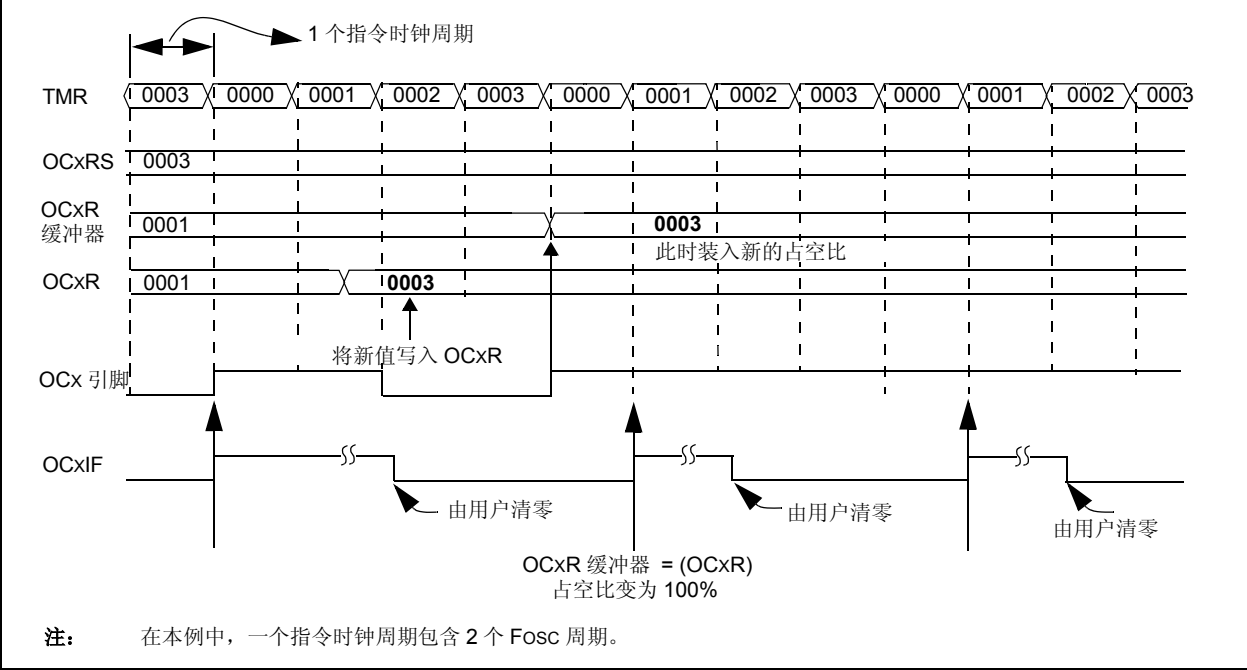 1 个指令时钟周期
TMR 0003 0000 0001 0002 0003 0000 0001 0002 0003 0000 0001 0002 0003
OCxRS 0003
OCxR
缓冲器 0001 0003
此时装入新的占空比
OCxR 0001 0003
将新值写入 OCxR
OCx 引脚
OCxIF
由用户清零 由用户清零 由用户清零
OCxR 缓冲器 = (OCxR)
占空比变为 100%
注: 在本例中，一个指令时钟周期包含 2 个 FOSC 周期。